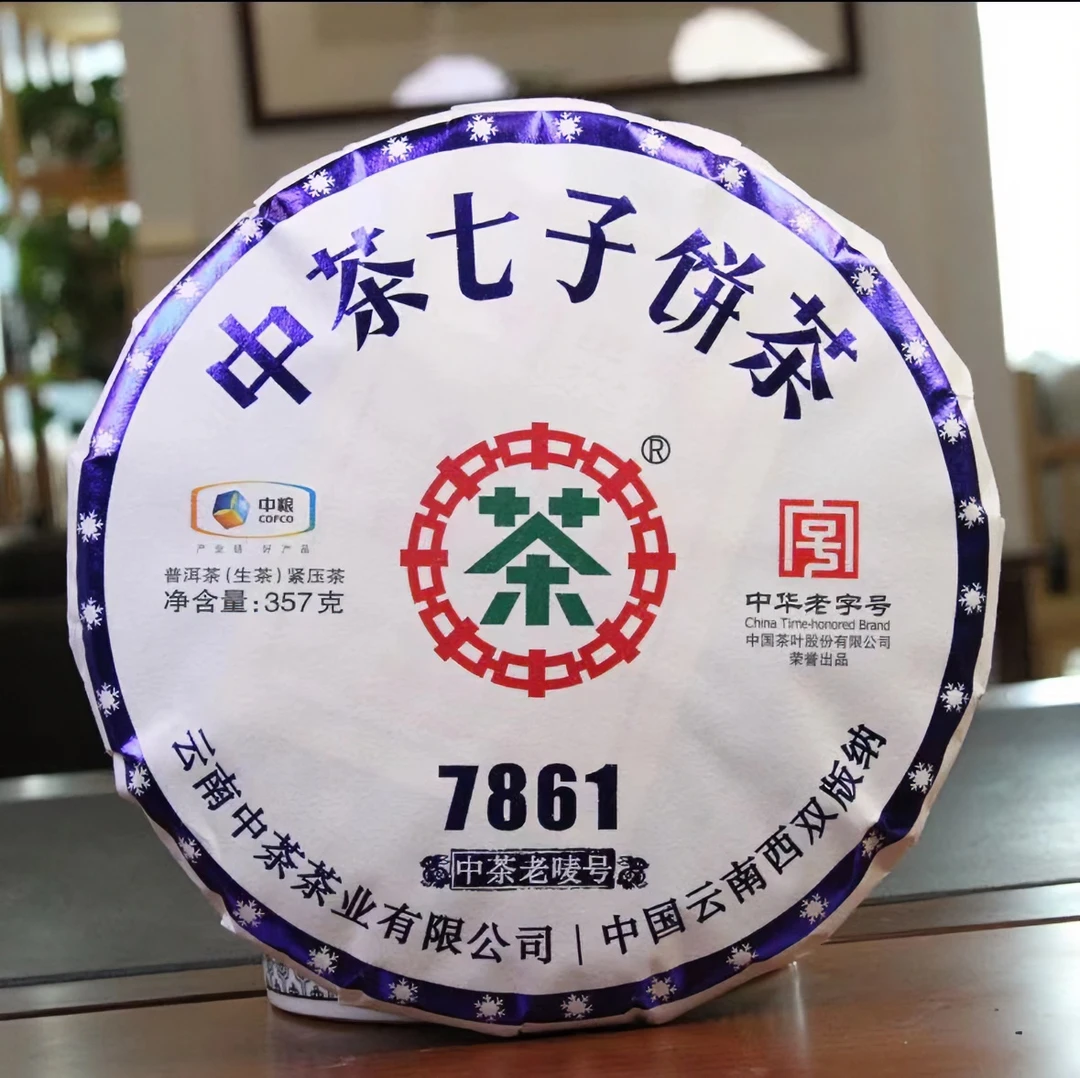 中茶七子饼茶
®
茶
中粮
COFCO
产业链 好产品
普洱茶(生茶)紧压茶
净含量:357克
中华老字号
China Time-honored Brand
中国茶叶股份有限公司
荣誉出品
7861
中茶老唛号
云南中茶茶业有限公司 | 中国云南西双版纳